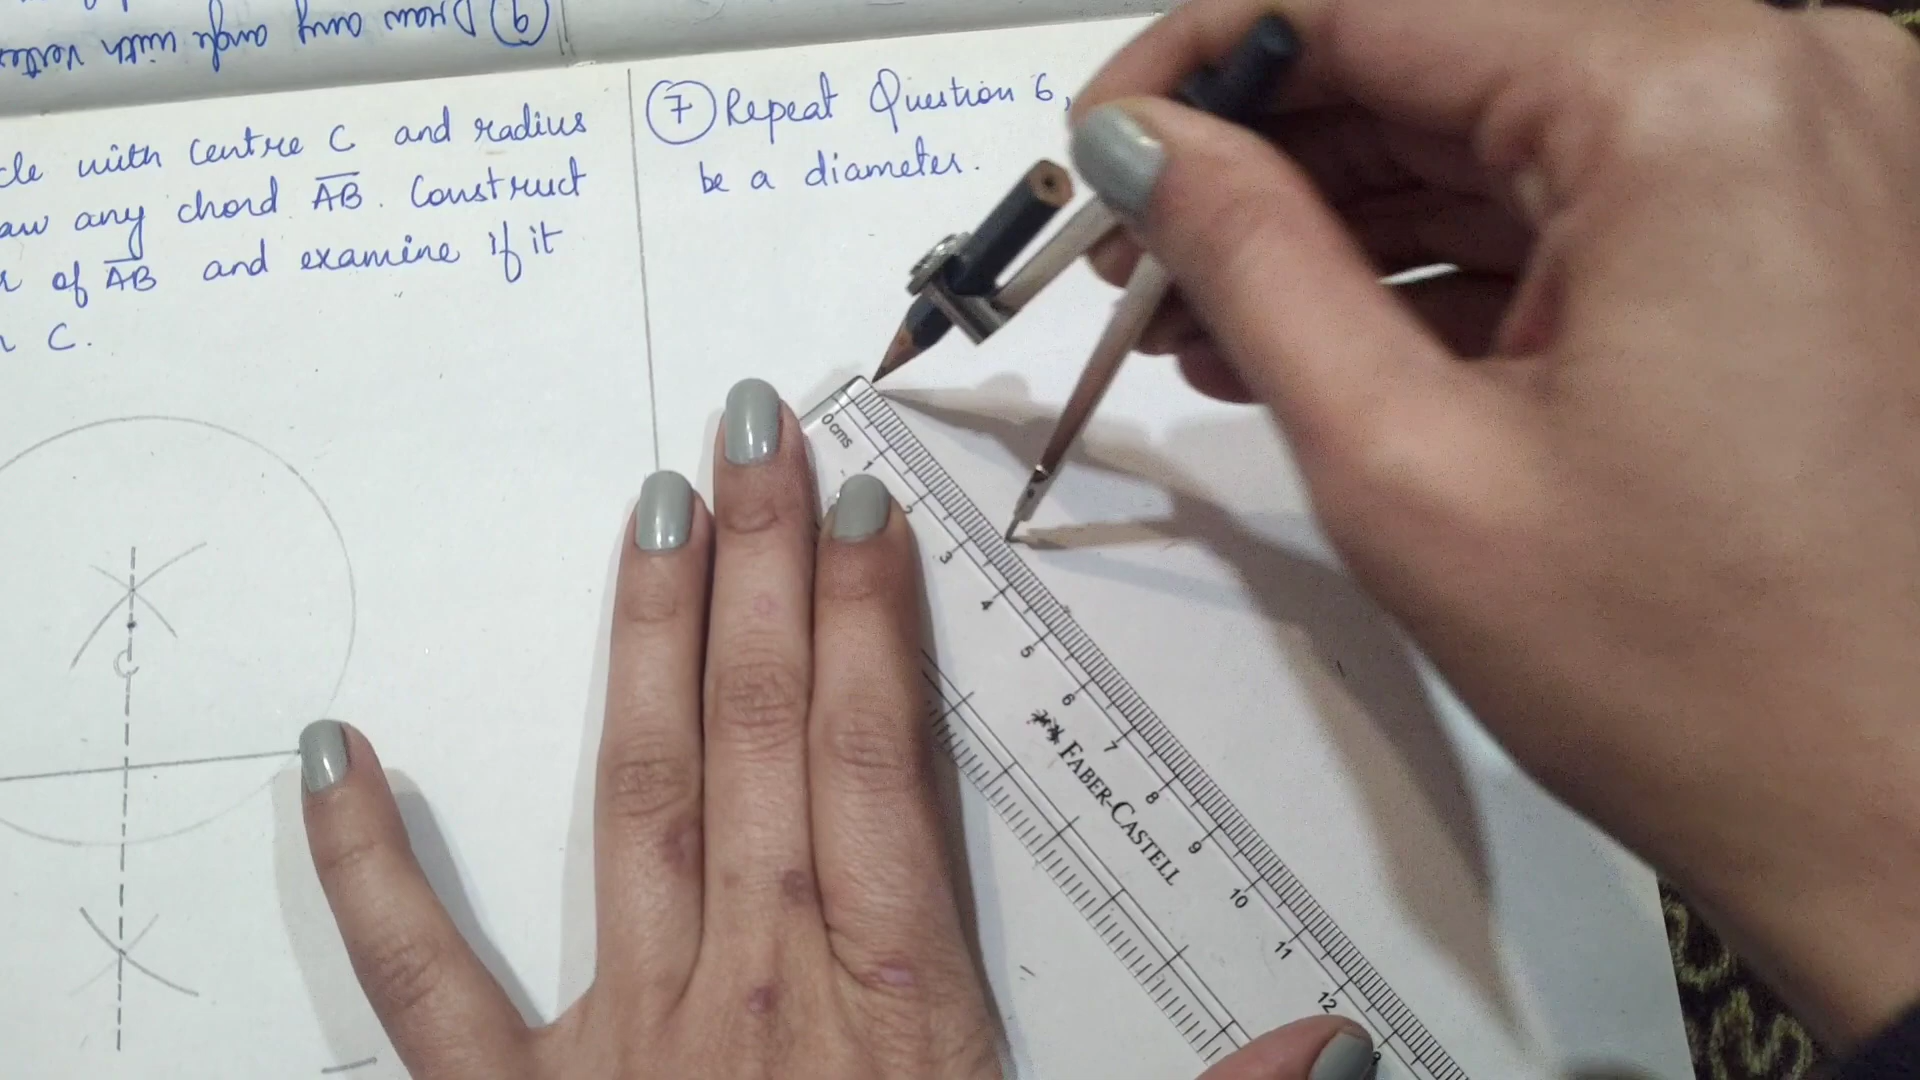 9 Draw any angle with
cle with centre C and radius
aw any chord AB. Construct
r of AB and examine if it
C.
C
7 Repeat Question 6,
be a diameter.
0 cms 1 2 3 4 5 6 7 8 9 10 11 12
FABER-CASTELL